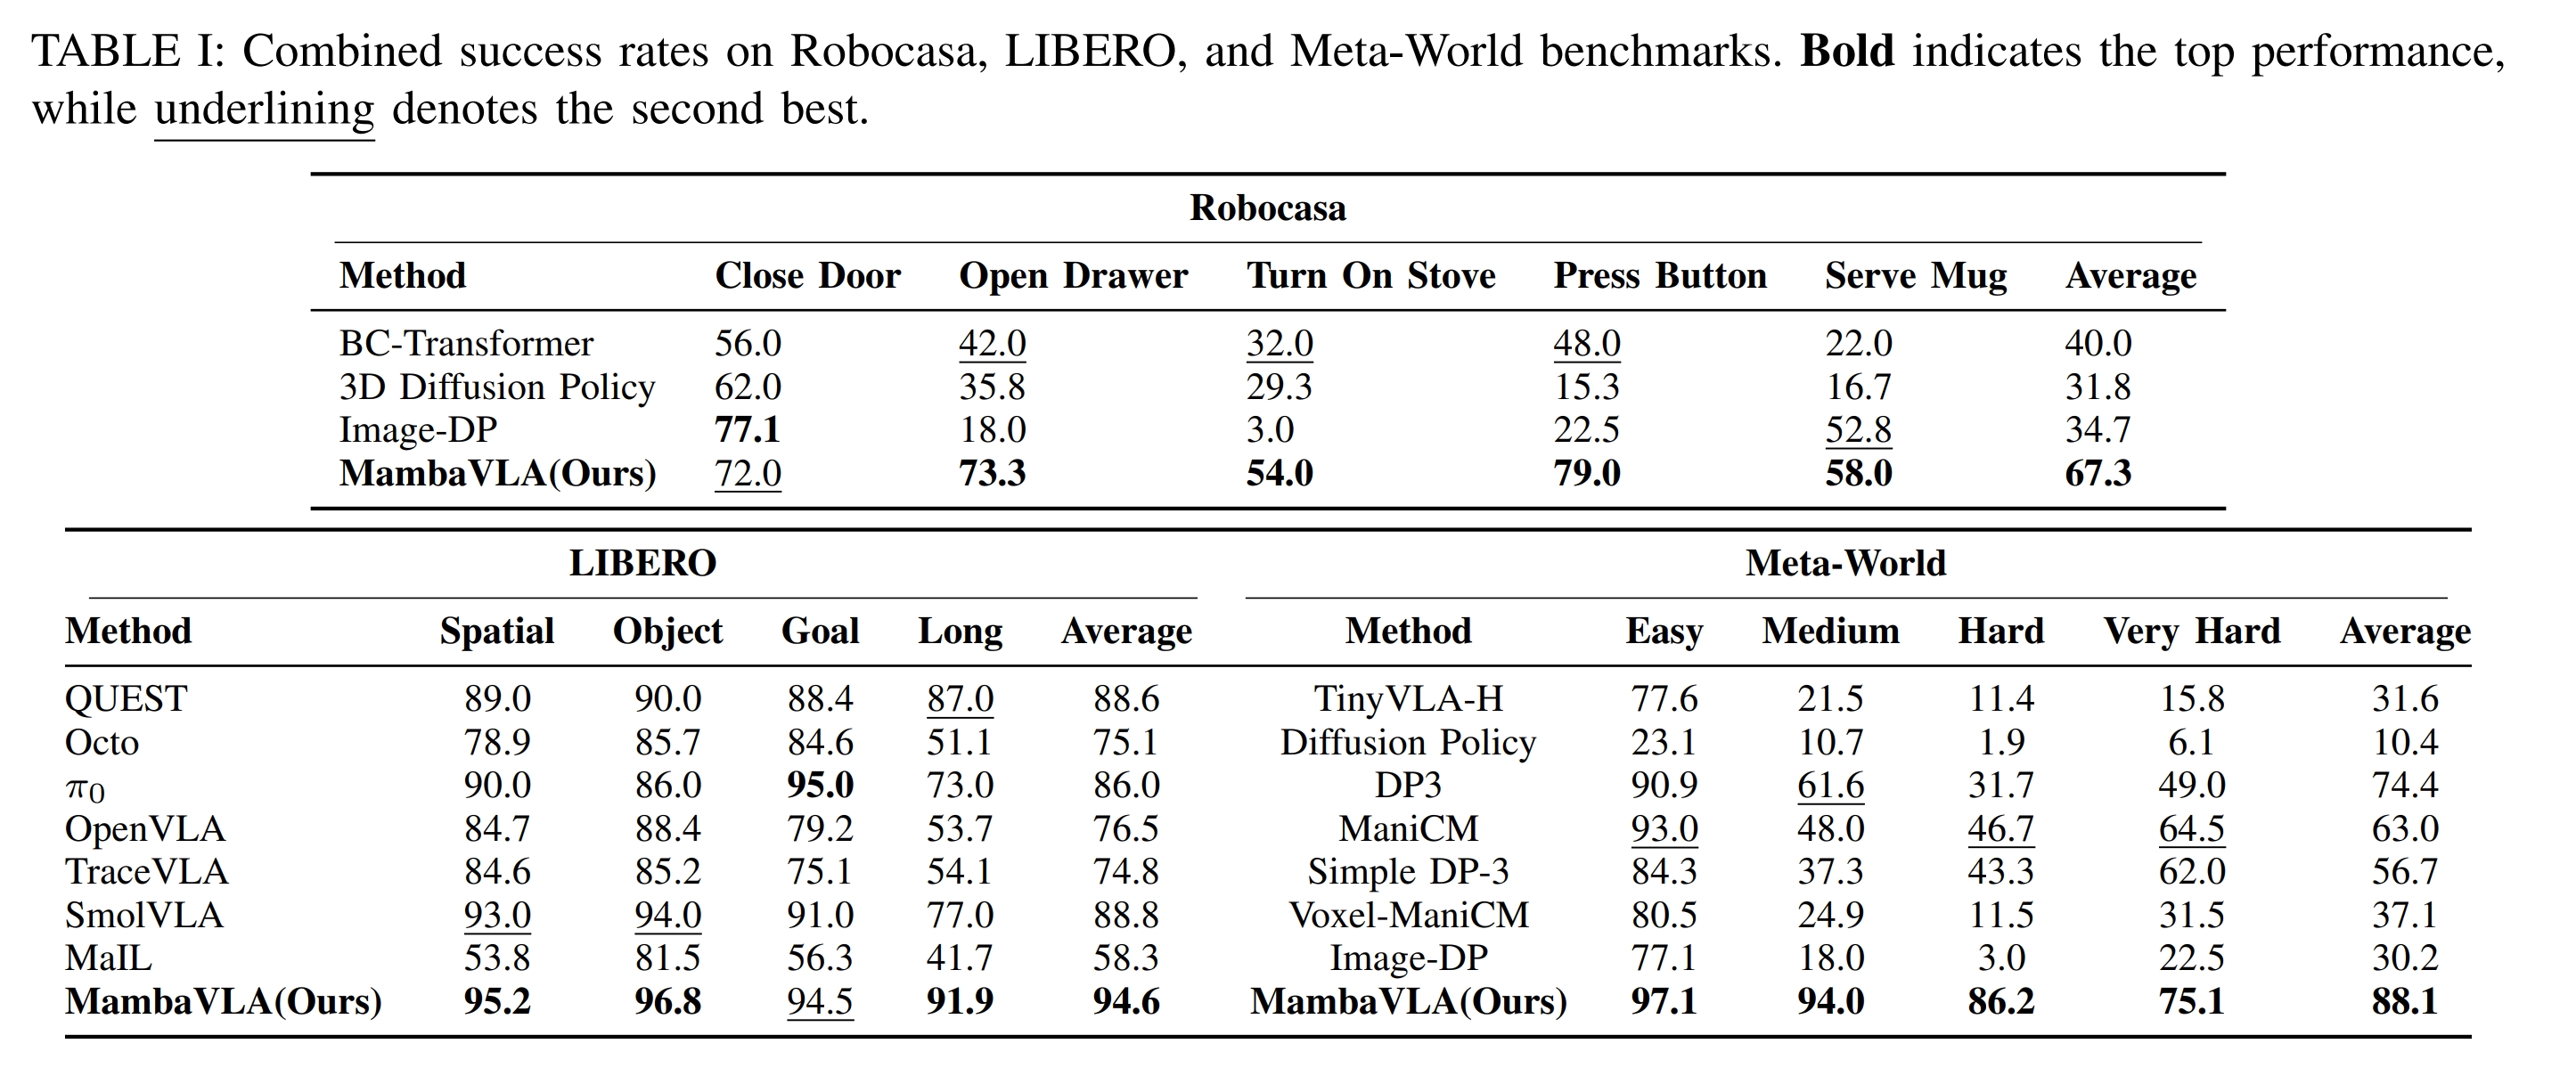 TABLE I: Combined success rates on Robocasa, LIBERO, and Meta-World benchmarks. Bold indicates the top performance,
while underlining denotes the second best.
Robocasa
Method Close Door Open Drawer Turn On Stove Press Button Serve Mug Average
BC-Transformer 56.0 42.0 32.0 48.0 22.0 40.0
3D Diffusion Policy 62.0 35.8 29.3 15.3 16.7 31.8
Image-DP 77.1 18.0 3.0 22.5 52.8 34.7
MambaVLA(Ours) 72.0 73.3 54.0 79.0 58.0 67.3
LIBERO Meta-World
Method Spatial Object Goal Long Average Method Easy Medium Hard Very Hard Average
QUEST 89.0 90.0 88.4 87.0 88.6 TinyVLA-H 77.6 21.5 11.4 15.8 31.6
Octo 78.9 85.7 84.6 51.1 75.1 Diffusion Policy 23.1 10.7 1.9 6.1 10.4
π0 90.0 86.0 95.0 73.0 86.0 DP3 90.9 61.6 31.7 49.0 74.4
OpenVLA 84.7 88.4 79.2 53.7 76.5 ManiCM 93.0 48.0 46.7 64.5 63.0
TraceVLA 84.6 85.2 75.1 54.1 74.8 Simple DP-3 84.3 37.3 43.3 62.0 56.7
SmolVLA 93.0 94.0 91.0 77.0 88.8 Voxel-ManiCM 80.5 24.9 11.5 31.5 37.1
MaIL 53.8 81.5 56.3 41.7 58.3 Image-DP 77.1 18.0 3.0 22.5 30.2
MambaVLA(Ours) 95.2 96.8 94.5 91.9 94.6 MambaVLA(Ours) 97.1 94.0 86.2 75.1 88.1